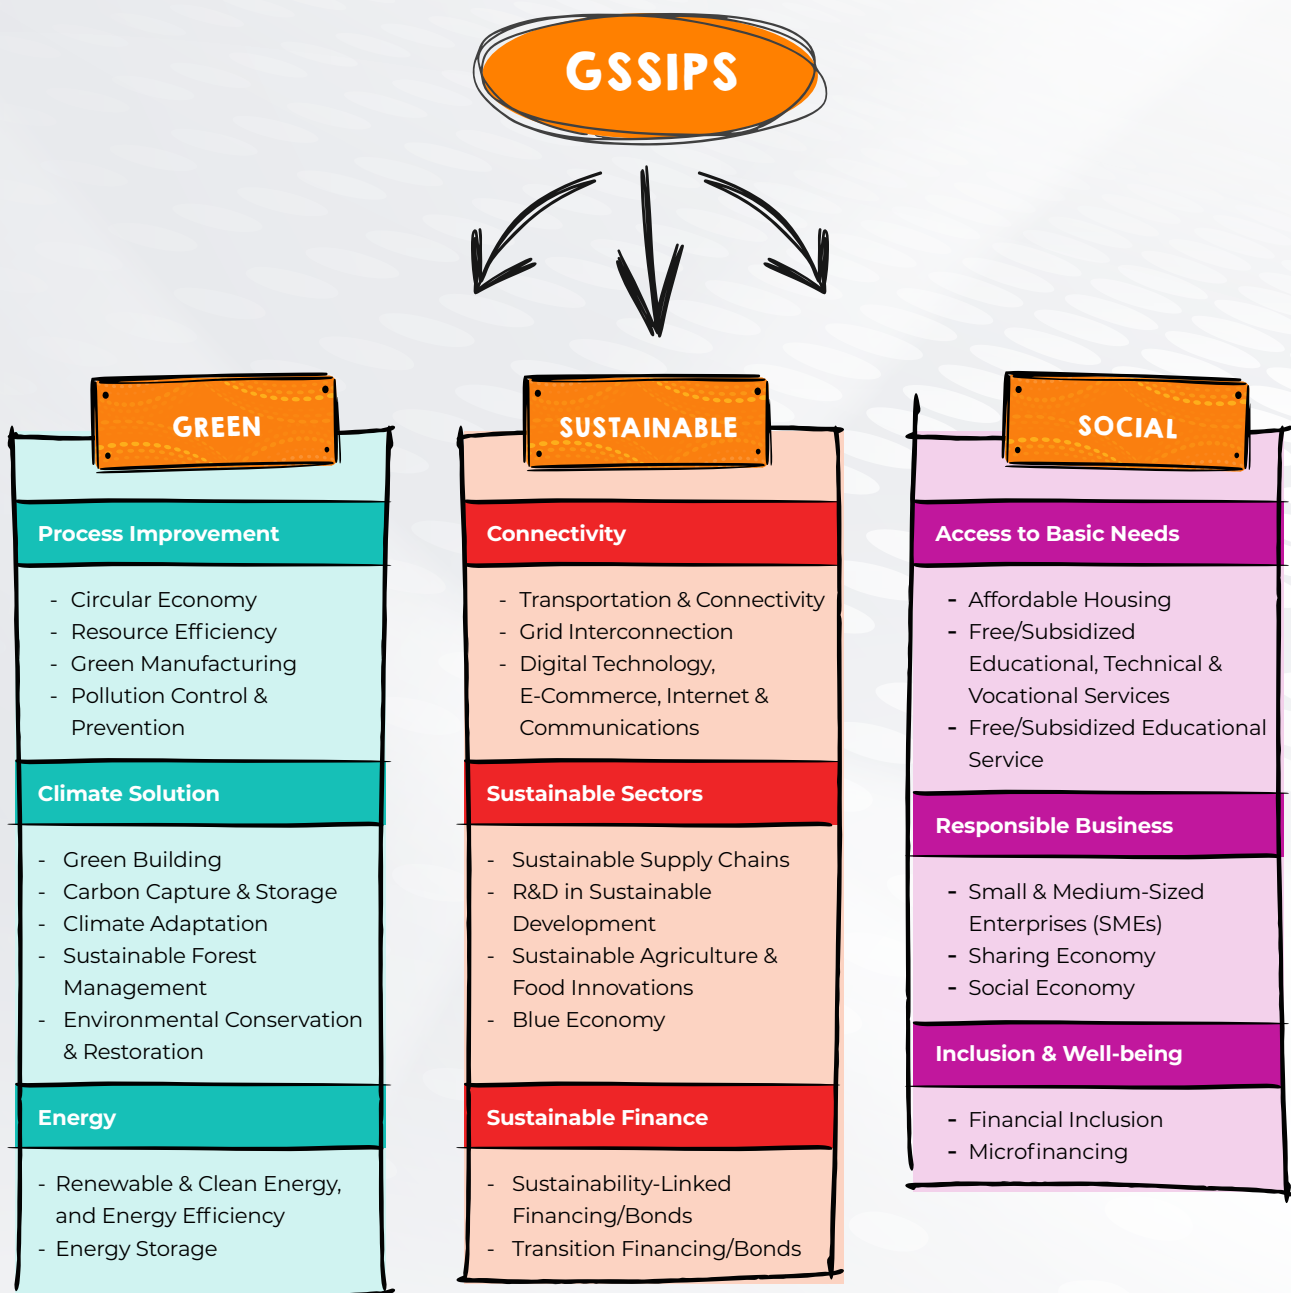 GSSIPS
GREEN
Process Improvement
- Circular Economy
- Resource Efficiency
- Green Manufacturing
- Pollution Control &
Prevention
Climate Solution
- Green Building
- Carbon Capture & Storage
- Climate Adaptation
- Sustainable Forest
Management
- Environmental Conservation
& Restoration
Energy
- Renewable & Clean Energy,
and Energy Efficiency
- Energy Storage
SUSTAINABLE
Connectivity
- Transportation & Connectivity
- Grid Interconnection
- Digital Technology,
E-Commerce, Internet &
Communications
Sustainable Sectors
- Sustainable Supply Chains
- R&D in Sustainable
Development
- Sustainable Agriculture &
Food Innovations
- Blue Economy
Sustainable Finance
- Sustainability-Linked
Financing/Bonds
- Transition Financing/Bonds
SOCIAL
Access to Basic Needs
- Affordable Housing
- Free/Subsidized
Educational, Technical &
Vocational Services
- Free/Subsidized Educational
Service
Responsible Business
- Small & Medium-Sized
Enterprises (SMEs)
- Sharing Economy
- Social Economy
Inclusion & Well-being
- Financial Inclusion
- Microfinancing